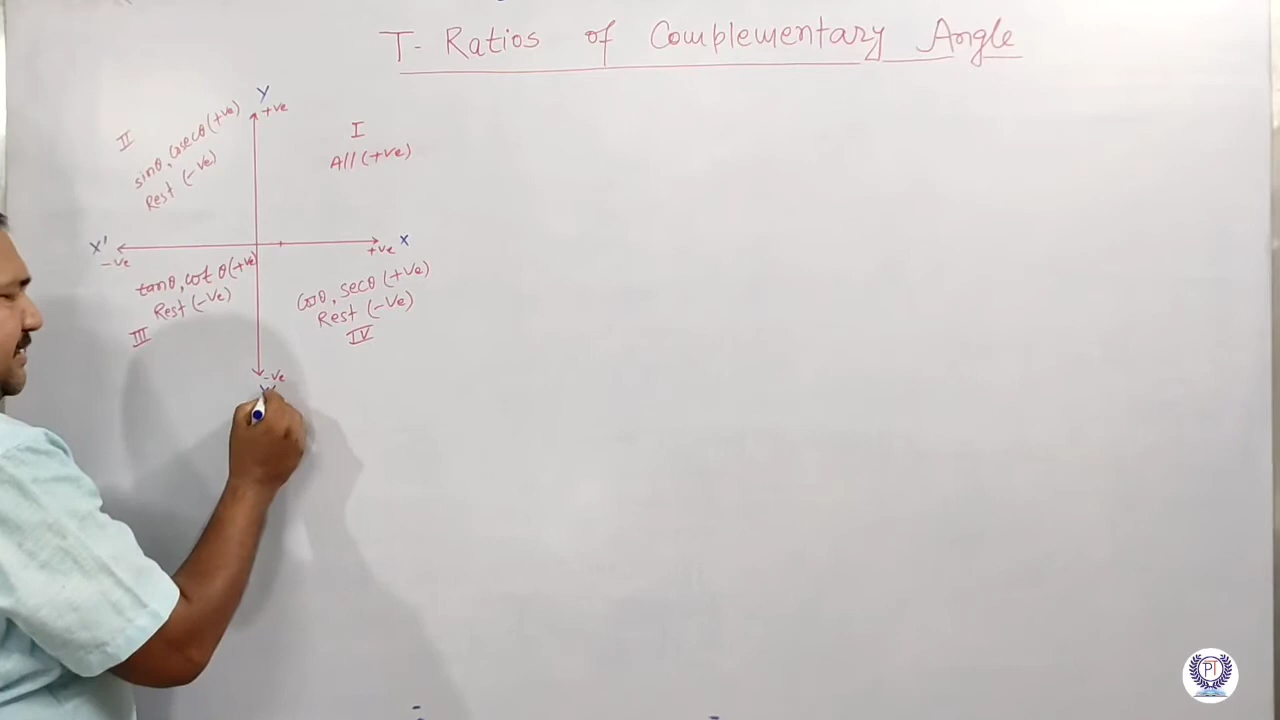 T- Ratios of Complementary Angle
Y
+ve
II
sinθ, cosecθ (+ve)
Rest (-ve)
I
All (+ve)
X'
-ve
+ve X
tanθ, cot θ (+ve)
Rest (-ve)
III
cosθ, secθ (+ve)
Rest (-ve)
IV
-ve
PT